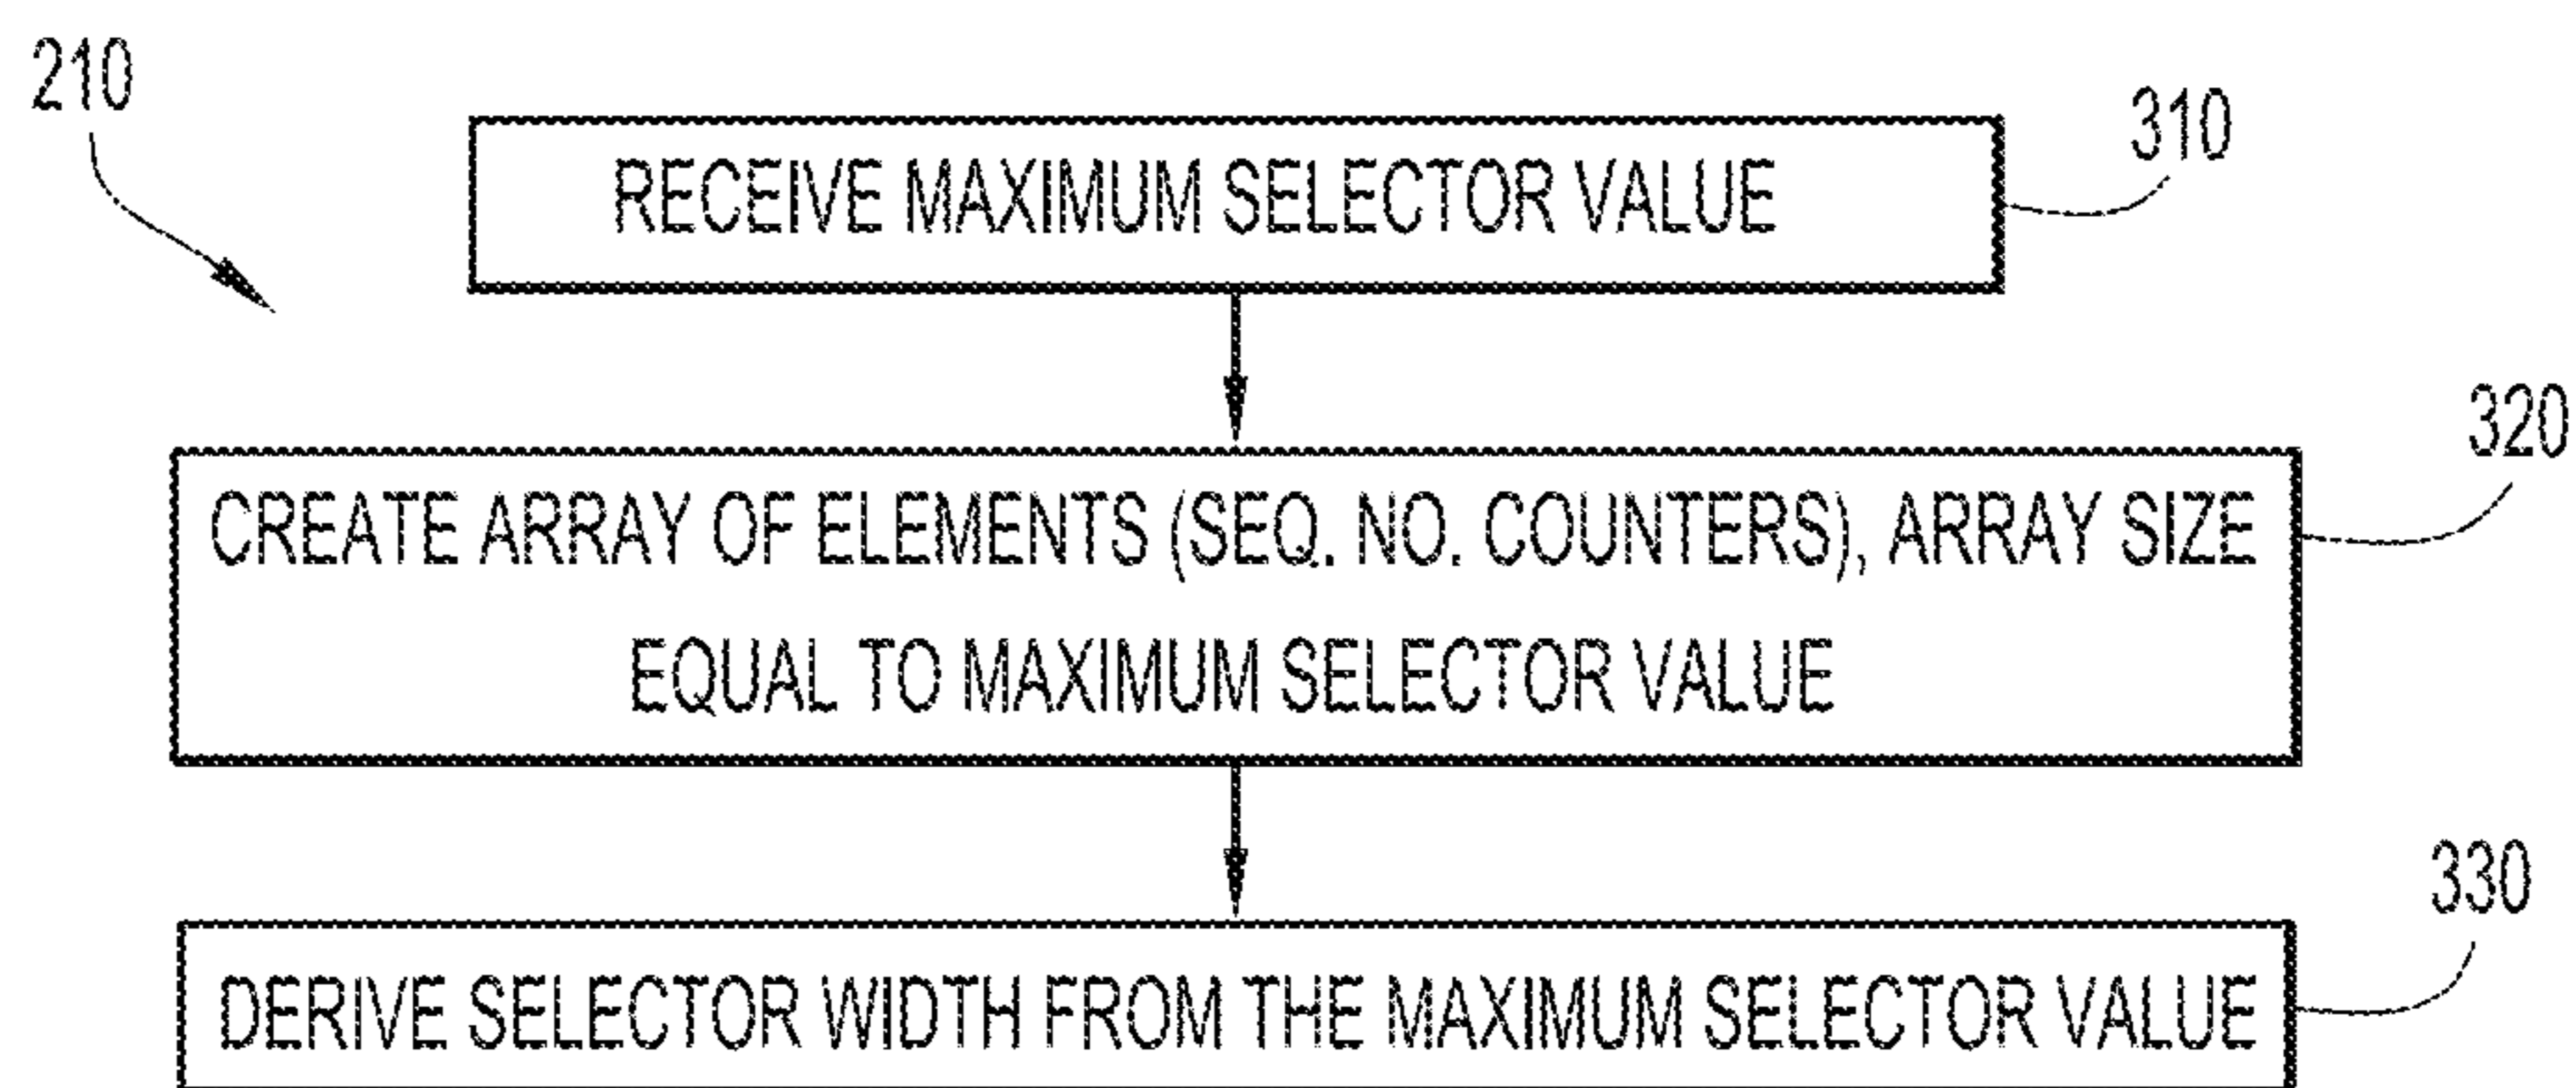 210
RECEIVE MAXIMUM SELECTOR VALUE
310
CREATE ARRAY OF ELEMENTS (SEQ. NO. COUNTERS), ARRAY SIZE
EQUAL TO MAXIMUM SELECTOR VALUE
320
DERIVE SELECTOR WIDTH FROM THE MAXIMUM SELECTOR VALUE
330